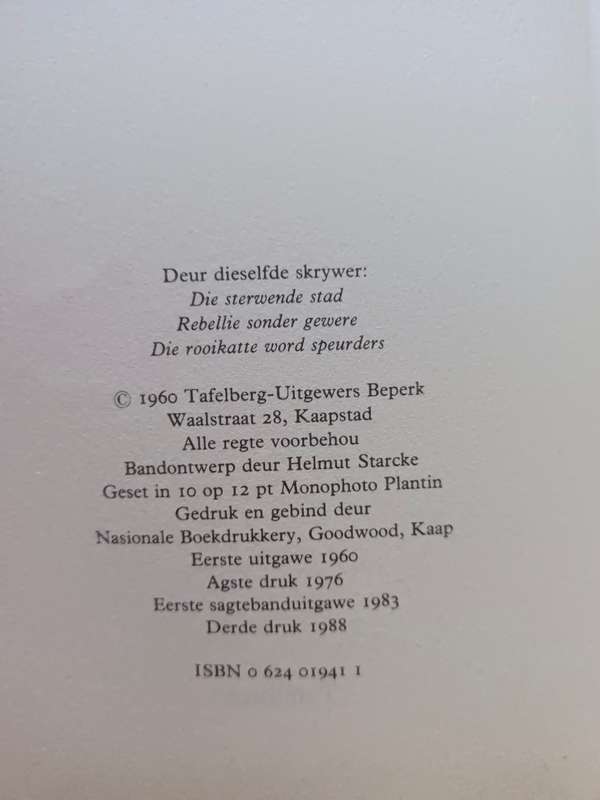 Deur dieselfde skrywer:
Die sterwende stad
Rebellie sonder gewere
Die rooikatte word speurders
© 1960 Tafelberg-Uitgewers Beperk
Waalstraat 28, Kaapstad
Alle regte voorbehou
Bandontwerp deur Helmut Starcke
Geset in 10 op 12 pt Monophoto Plantin
Gedruk en gebind deur
Nasionale Boekdrukkery, Goodwood, Kaap
Eerste uitgawe 1960
Agste druk 1976
Eerste sagtebanduitgawe 1983
Derde druk 1988
ISBN 0 624 01941 1